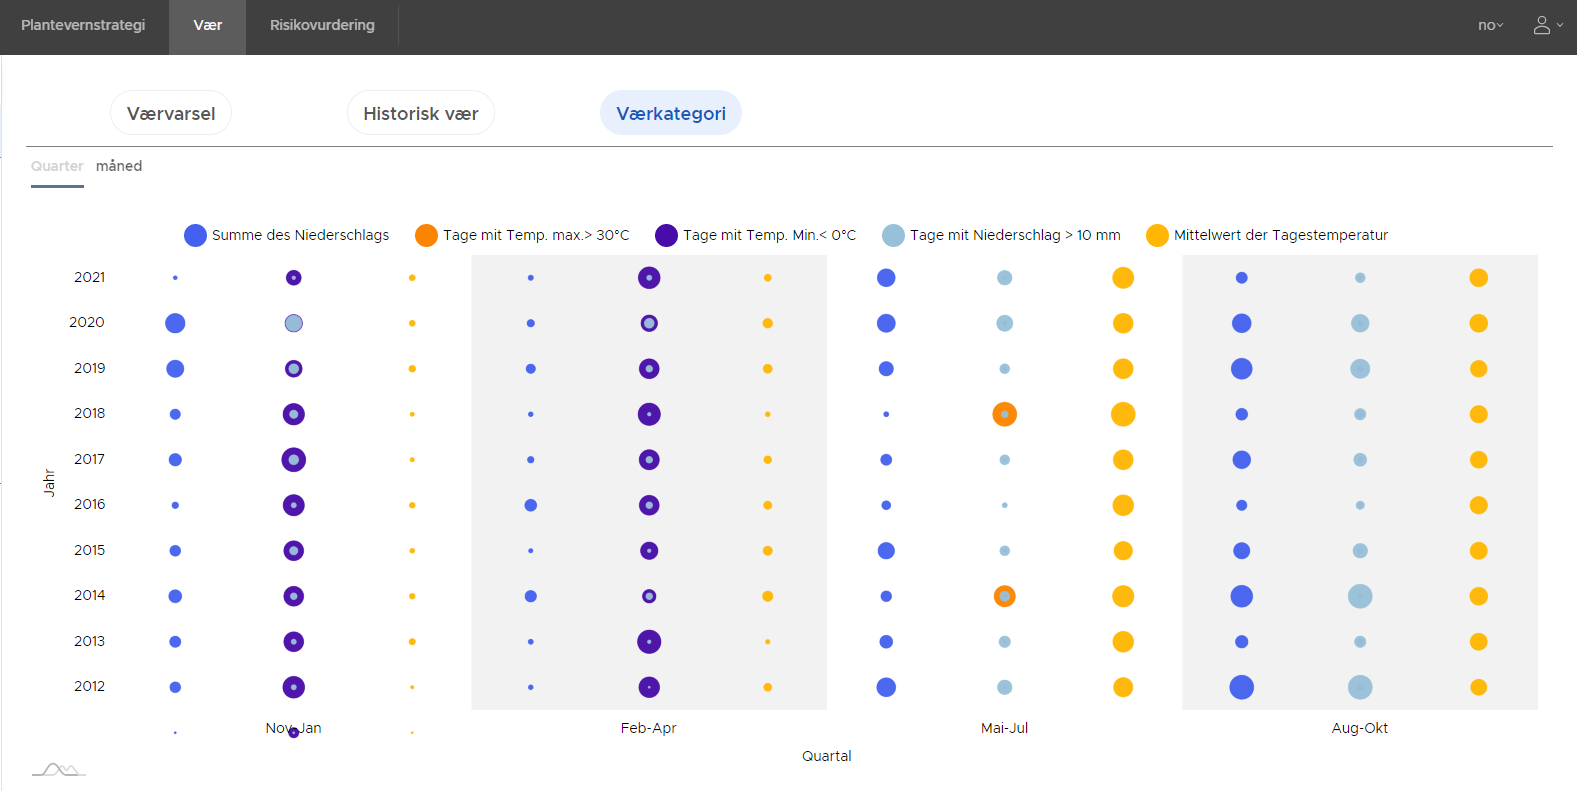 Plantevernstrategi Vær Risikovurdering no
Værvarsel Historisk vær Værkategori
Quarter måned
Summe des Niederschlags Tage mit Temp. max.> 30°C Tage mit Temp. Min.< 0°C Tage mit Niederschlag > 10 mm Mittelwert der Tagestemperatur
2021
2020
2019
2018
2017
Jahr
2016
2015
2014
2013
2012
Nov-Jan Feb-Apr Mai-Jul Aug-Okt
Quartal